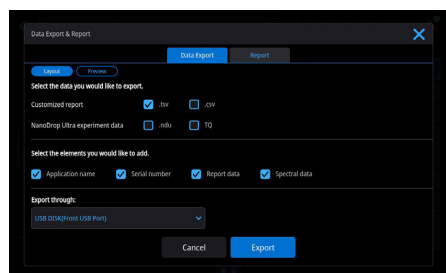 Data Export & Report
Data Export Report
Layout Preview
Select the data you would like to export.
Customized report .tsv .csv
NanoDrop Ultra experiment data .ndu TQ
Select the elements you would like to add.
Application name Serial number Report data Spectral data
Export through:
USB DISK(Front USB Port)
Cancel Export